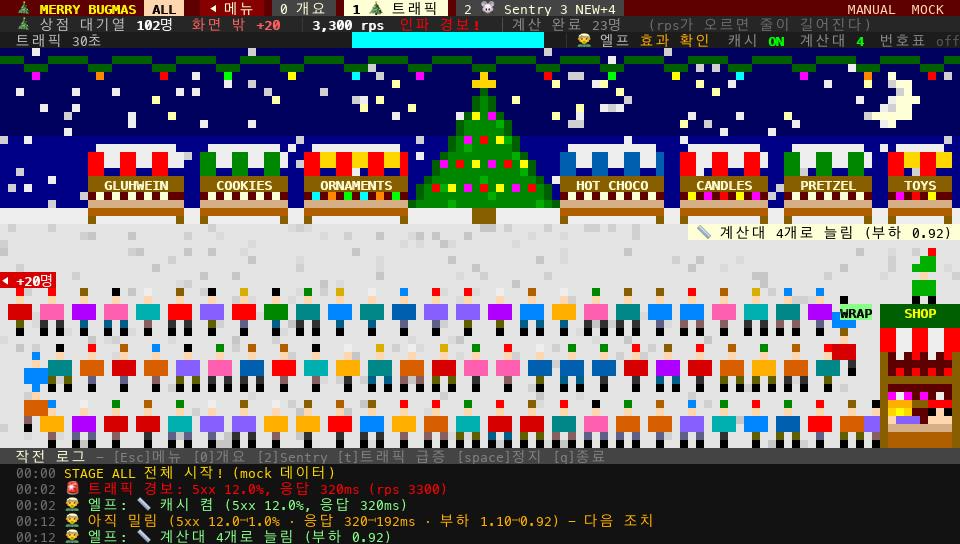 🎄 MERRY BUGMAS ALL ◀ 메뉴 0 개요 1 🎄 트래픽 2 🐭 Sentry 3 NEW+4 MANUAL MOCK
🎄 상점 대기열 102명 화면 밖 +20 3,300 rps 인파 경보! 계산 완료 23명 (rps가 오르면 줄이 길어진다)
트래픽 30초 엘프 효과 확인 캐시 ON 계산대 4 번호표 off
GLUHWEIN COOKIES ORNAMENTS HOT CHOCO CANDLES PRETZEL TOYS
계산대 4개로 늘림 (부하 0.92)
◀ +20명
WRAP SHOP
작전 로그 — [Esc]메뉴 [0]개요 [2]Sentry [t]트래픽 급증 [space]정지 [q]종료
00:00 STAGE ALL 전체 시작! (mock 데이터)
00:02 🚨 트래픽 경보: 5xx 12.0%, 응답 320ms (rps 3300)
00:02 엘프: 캐시 켬 (5xx 12.0%, 응답 320ms)
00:12 아직 밀림 (5xx 12.0→1.0% · 응답 320→192ms · 부하 1.10→0.92) — 다음 조치
00:12 엘프: 계산대 4개로 늘림 (부하 0.92)